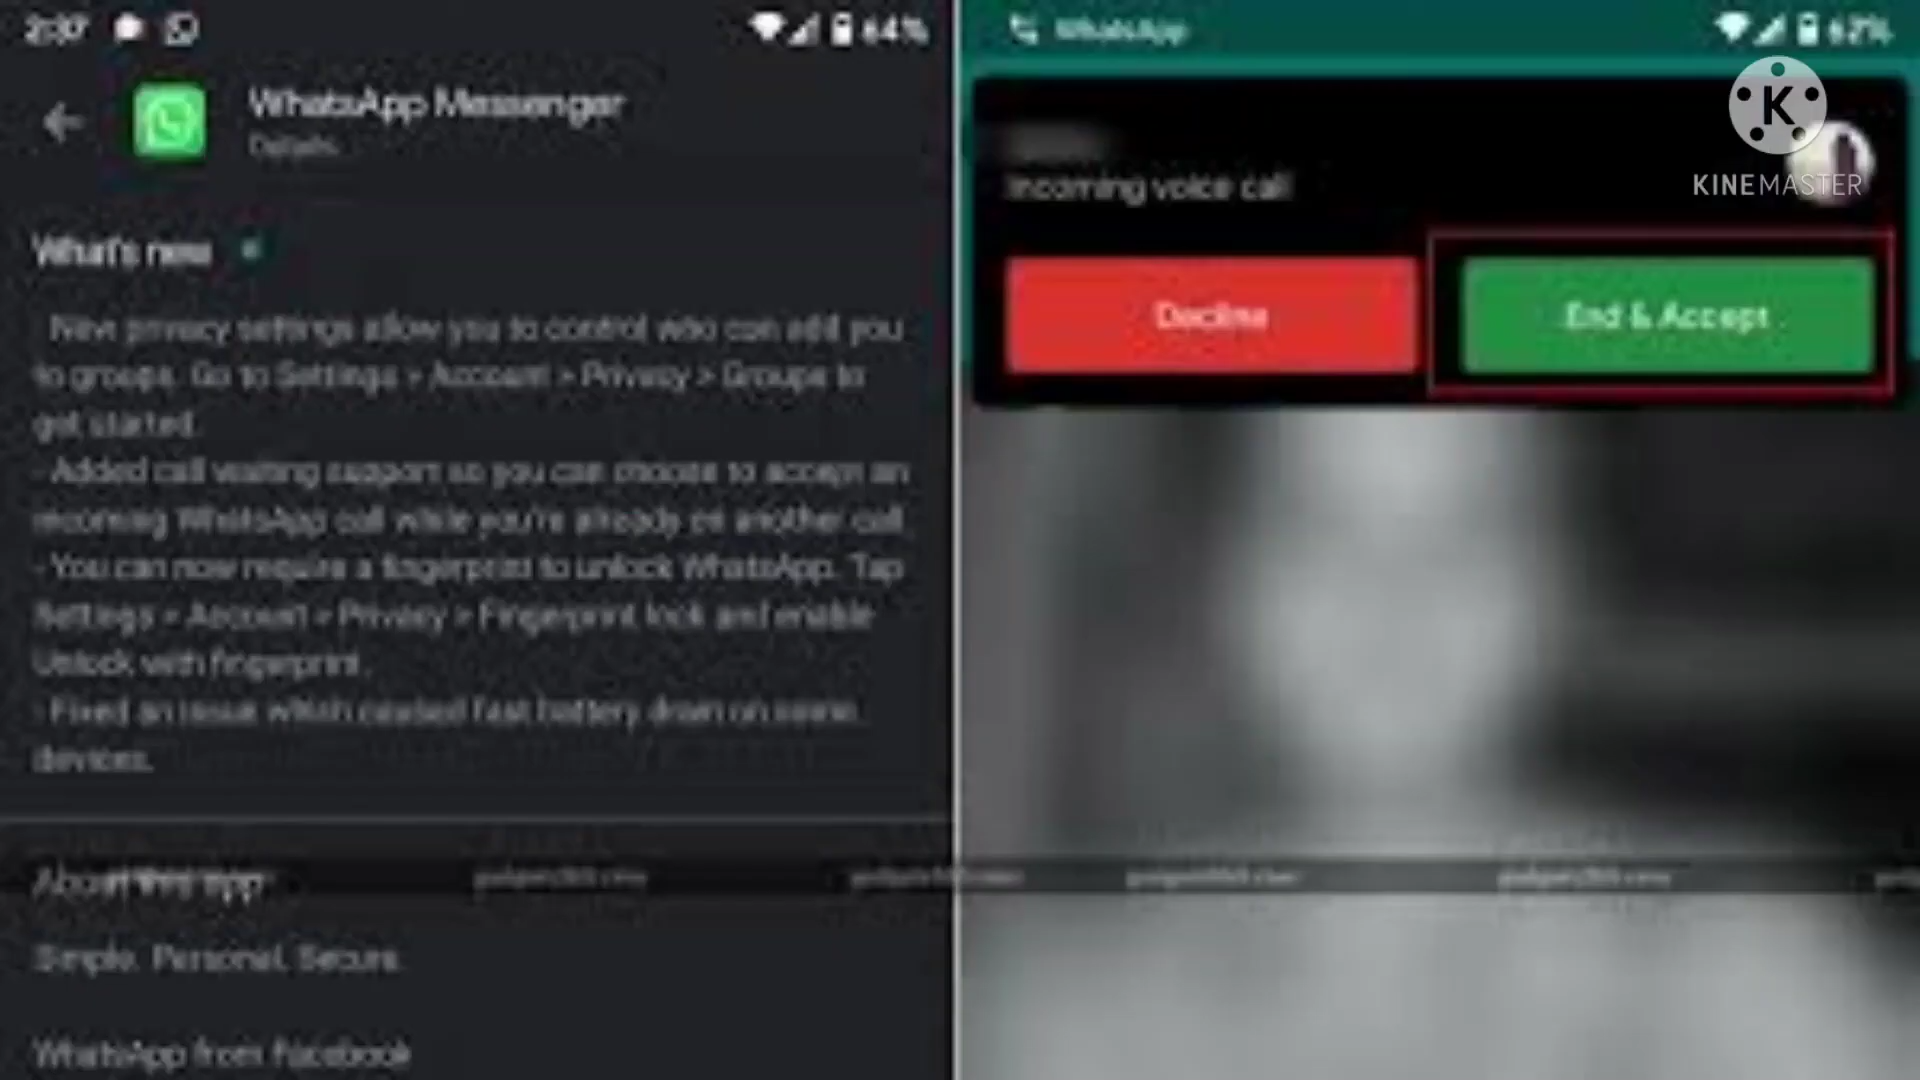 2:37
64%
WhatsApp Messenger
Details
What's new
New privacy settings allow you to control who can add you
to groups. Go to Settings > Account > Privacy > Groups to
get started.
- Added call waiting support so you can choose to accept an
incoming WhatsApp call while you're already on another call.
- You can now require a fingerprint to unlock WhatsApp. Tap
Settings > Account > Privacy > Fingerprint lock and enable
Unlock with fingerprint.
- Fixed an issue which caused fast battery drain on some
devices.
About this app
Simple. Personal. Secure.
WhatsApp from Facebook
WhatsApp
62%
Incoming voice call
Decline
End & Accept
K
KINEMASTER